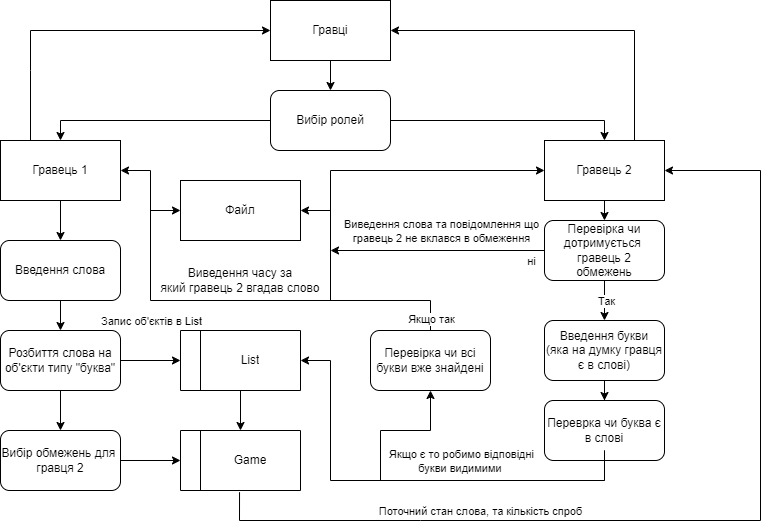 Гравці
Вибір ролей
Гравець 1
Гравець 2
Файл
Виведення слова та повідомлення що
гравець 2 не вклався в обмеження
ні
Перевірка чи
дотримується
гравець 2
обмежень
Введення слова
Виведення часу за
який гравець 2 вгадав слово
Так
Запис об'єктів в List
Якщо так
Розбиття слова на
об'єкти типу "буква"
List
Перевірка чи всі
букви вже знайдені
Введення букви
(яка на думку гравця
є в слові)
Переврка чи буква є
в слові
Вибір обмежень для
гравця 2
Game
Якщо є то робимо відповідні
букви видимими
Поточний стан слова, та кількість спроб